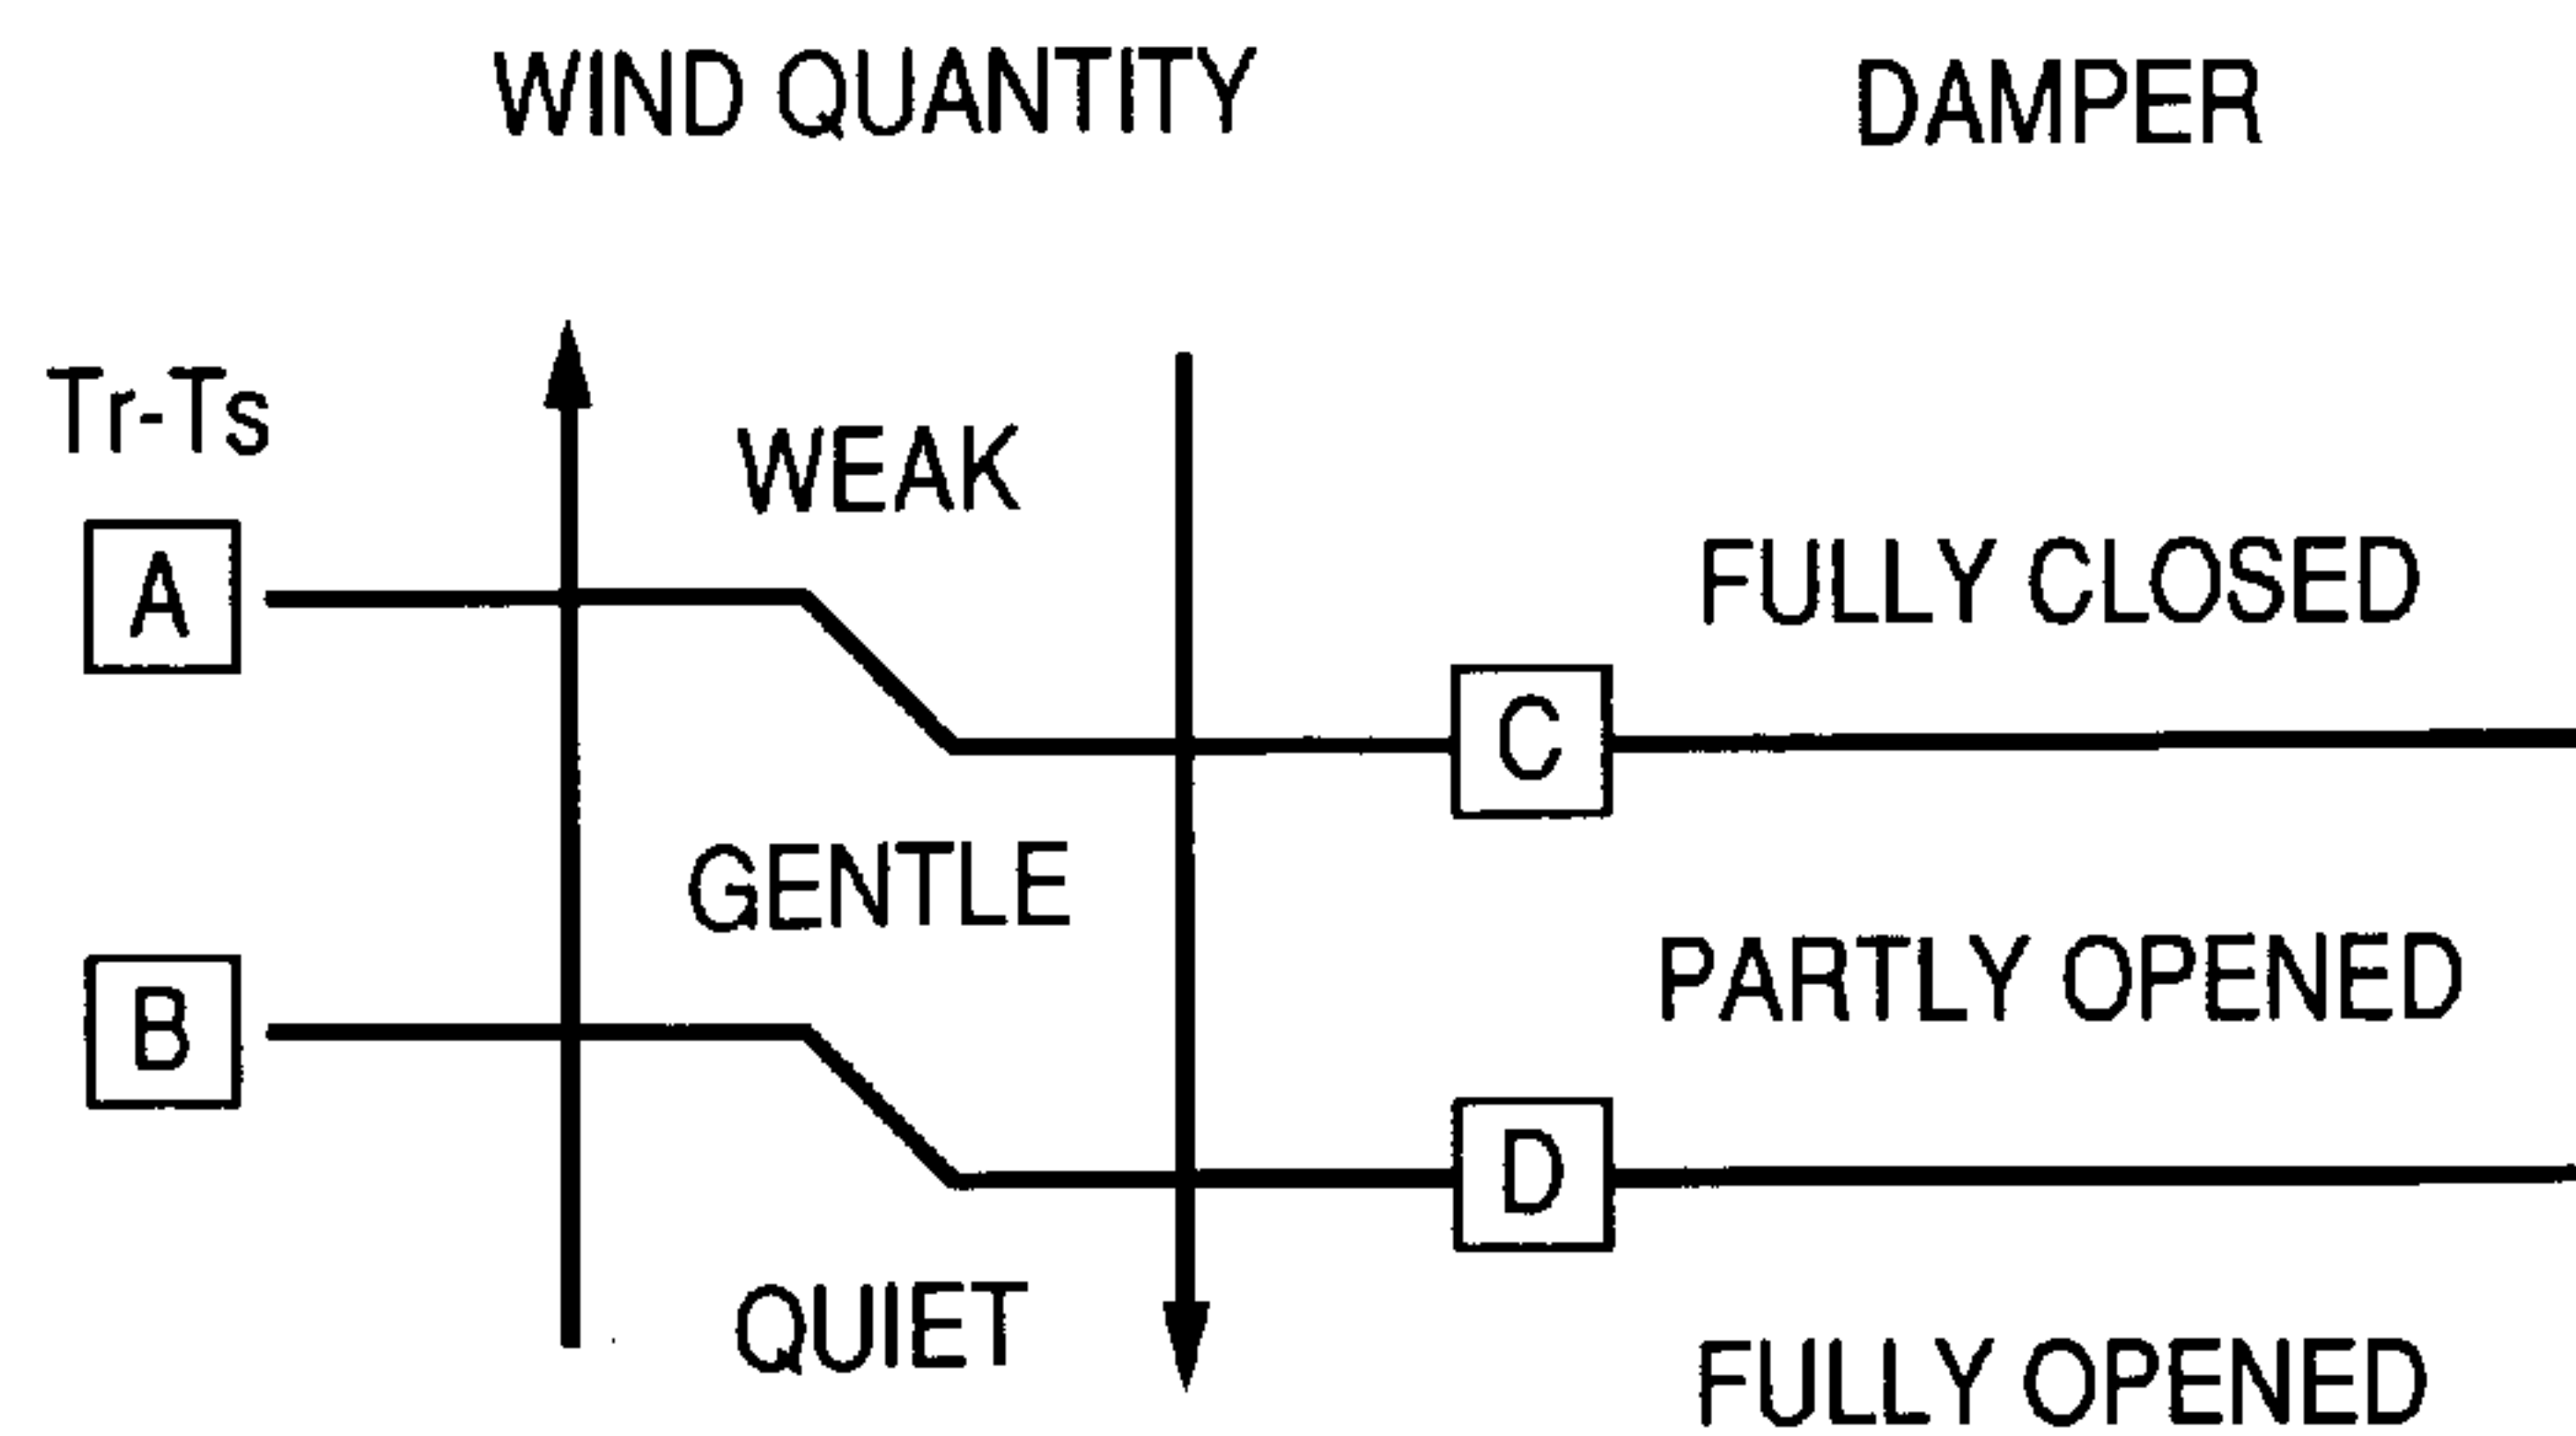 WIND QUANTITY
DAMPER
Tr-Ts
WEAK
A
FULLY CLOSED
C
GENTLE
PARTLY OPENED
B
D
QUIET
FULLY OPENED